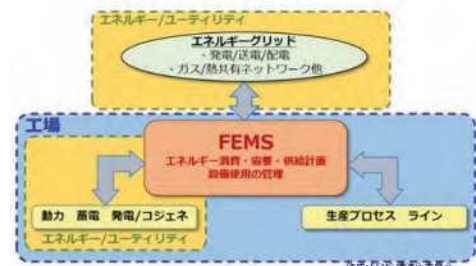 エネルギー/ユーティリティ
エネルギーグリッド
・発電/送電/配電
・ガス/熱共有ネットワーク他
工場
FEMS
エネルギー消費・需要・供給計画
設備使用の管理
動力 蓄電 発電/コジェネ
生産プロセス ライン
エネルギー/ユーティリティ